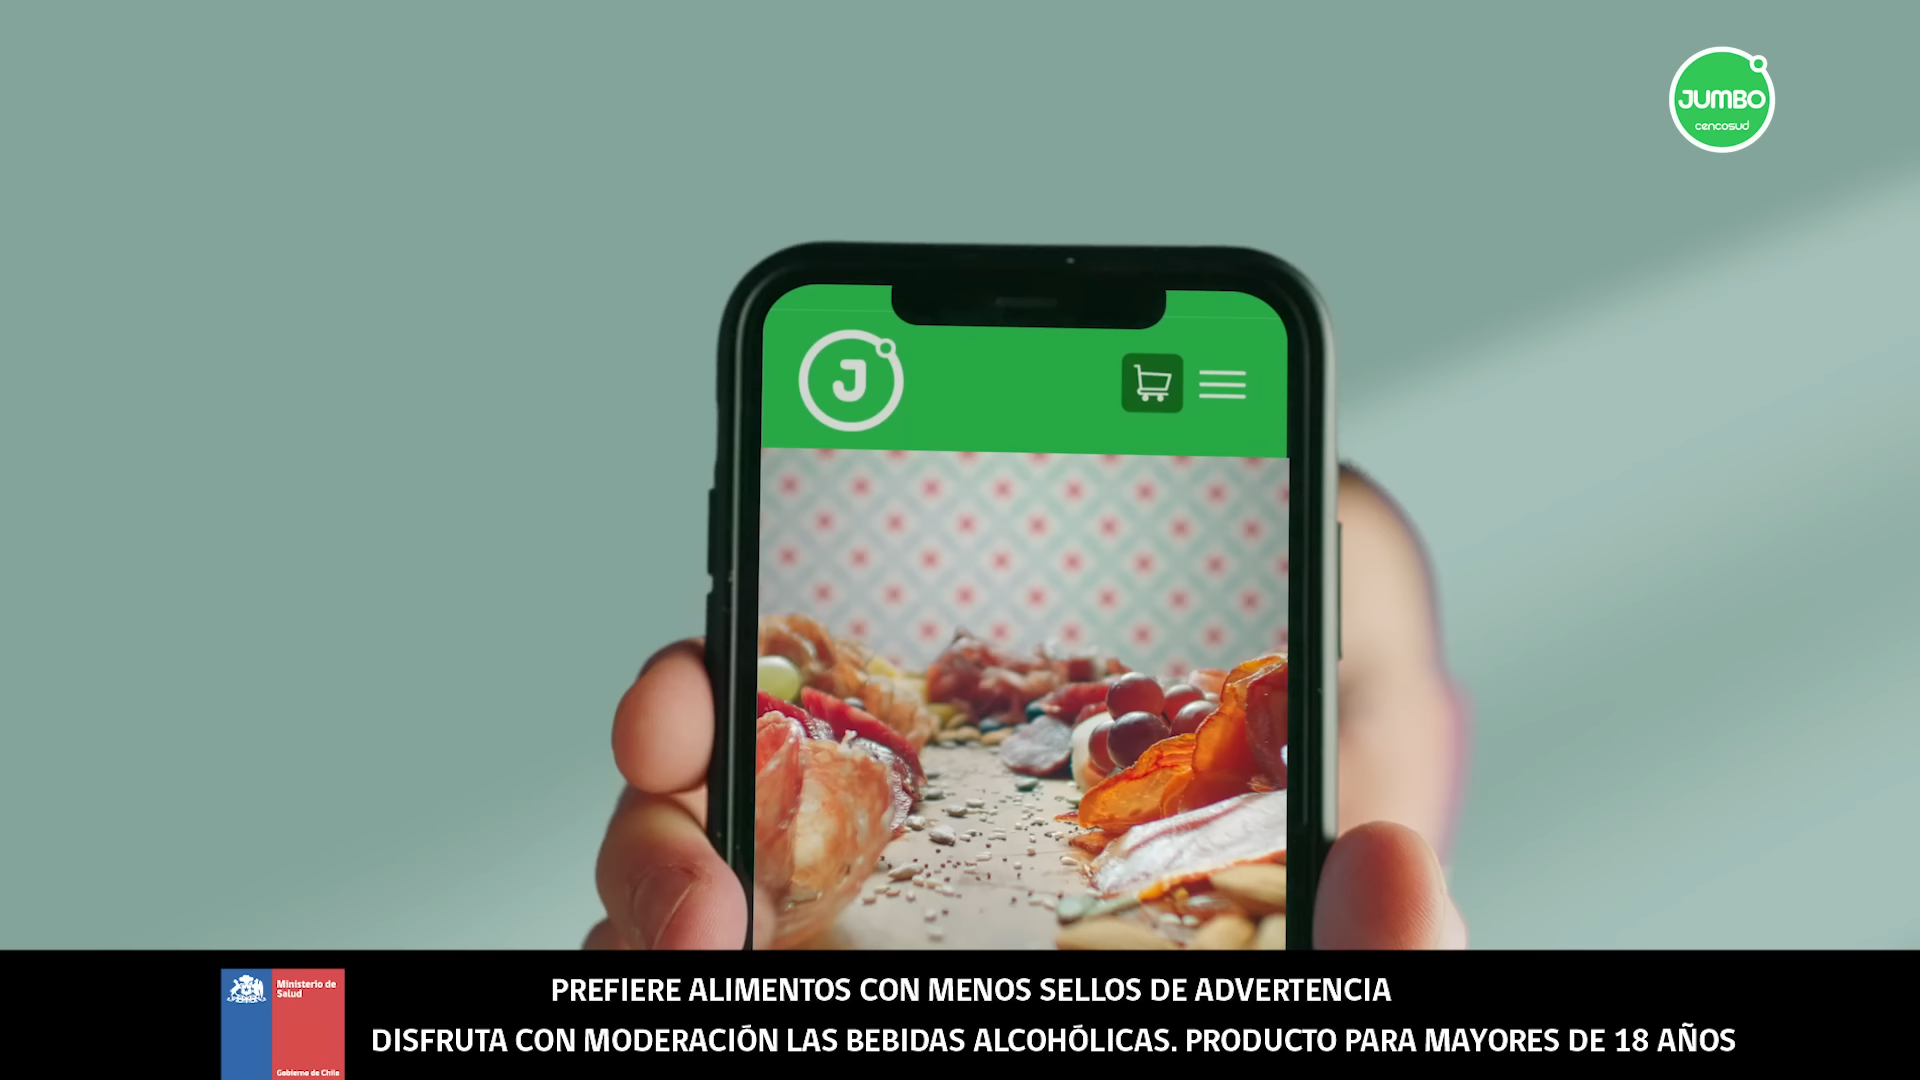 JUMBO
cencosud
J
PREFIERE ALIMENTOS CON MENOS SELLOS DE ADVERTENCIA
DISFRUTA CON MODERACIÓN LAS BEBIDAS ALCOHÓLICAS. PRODUCTO PARA MAYORES DE 18 AÑOS
Ministerio de
Salud
Gobierno de Chile